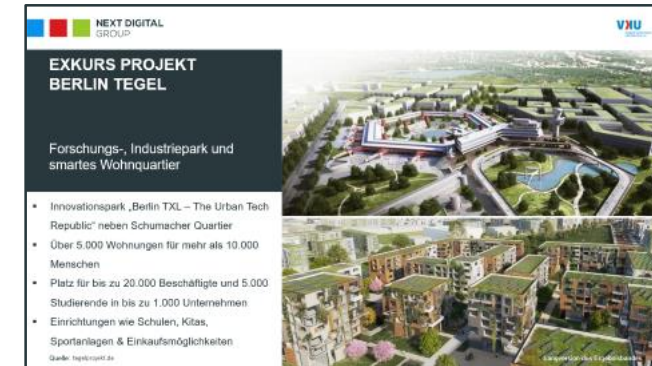 NEXT DIGITAL
GROUP
VKU
EXKURS PROJEKT
BERLIN TEGEL
Forschungs-, Industriepark und
smartes Wohnquartier
▪ Innovationspark „Berlin TXL – The Urban Tech
Republic“ neben Schumacher Quartier
▪ Über 5.000 Wohnungen für mehr als 10.000
Menschen
▪ Platz für bis zu 20.000 Beschäftigte und 5.000
Studierende in bis zu 1.000 Unternehmen
▪ Einrichtungen wie Schulen, Kitas,
Sportanlagen & Einkaufsmöglichkeiten
Quelle: tegelprojekt.de